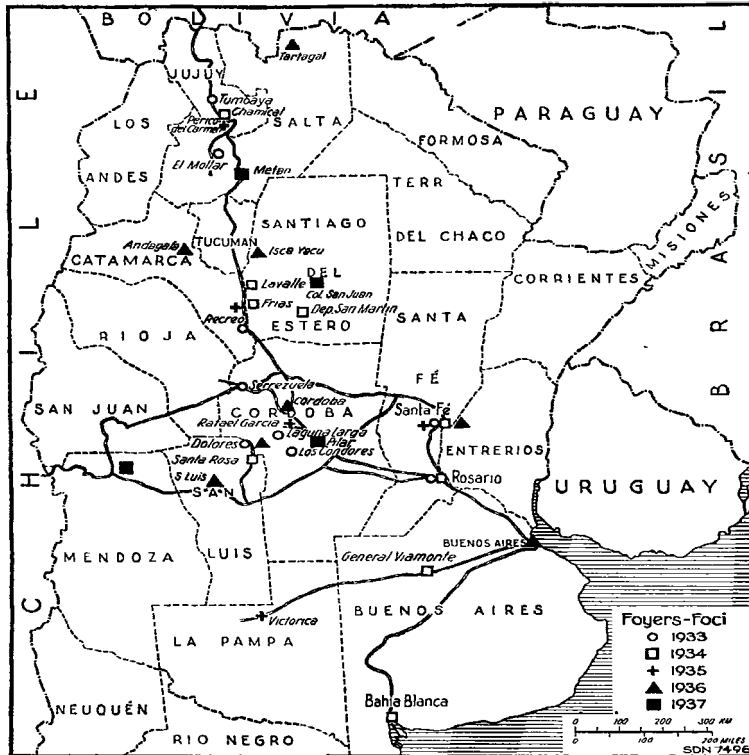 BOLIVIA
CHILE
BRASIL
Tartagal
JUJUY
Tumbaya
Chamical
Perico
del Carmen
SALTA
LOS
ANDES
El Mollar
Metan
PARAGUAY
FORMOSA
TERR
DEL CHACO
MISIONES
CORRIENTES
Andagala
CATAMARCA
TUCUMAN
SANTIAGO
Isca Yacu
DEL
Lavalle
Col. San Juan
Frias
Dep. San Martin
Recreo
ESTERO
SANTA
FÉ
RIOJA
Serrezuela
SAN JUAN
Cordoba
CORDOBA
Rafael Garcia
Santa Fé
Laguna Larga
Dolores
Pilar
Los Condores
ENTRERIOS
Santa Rosa
S Luis
SAN
LUIS
Rosario
URUGUAY
MENDOZA
BUENOS AIRES
General Viamonte
Victorica
BUENOS AIRES
LA PAMPA
Bahia Blanca
NEUQUÉN
RIO NEGRO
Foyers-Foci
1933
1934
1935
1936
1937
0 100 200 300 KM
0 100 200 MILES
SDN 7498